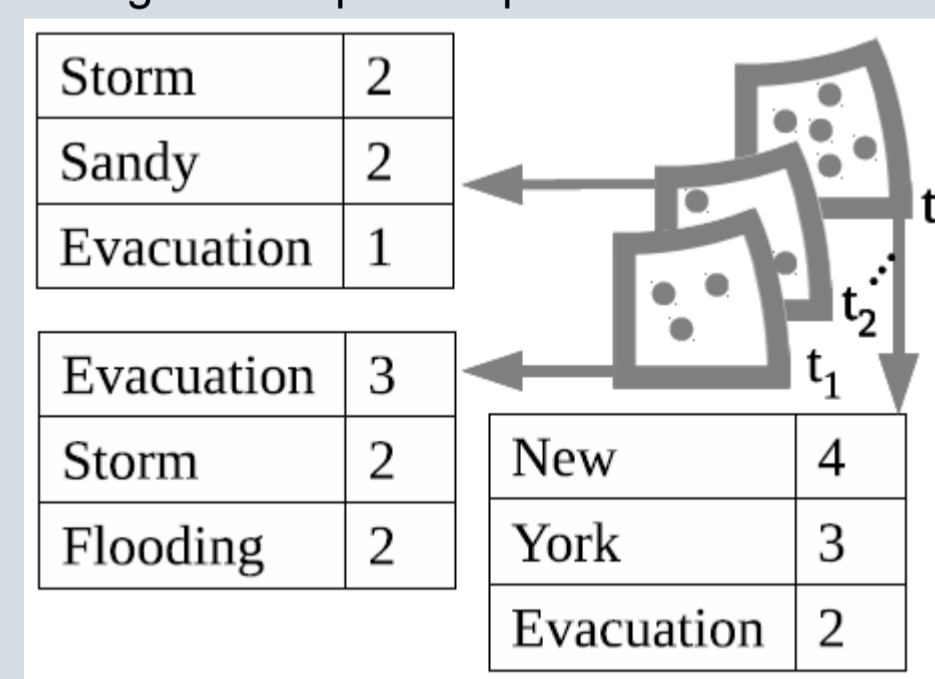 Storm 2
Sandy 2
Evacuation 1
t
t2
t1
Evacuation 3
Storm 2
Flooding 2
New 4
York 3
Evacuation 2